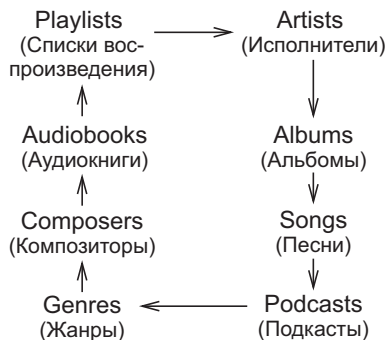 Playlists
(Списки вос-
произведения)
Artists
(Исполнители)
Audiobooks
(Аудиокниги)
Albums
(Альбомы)
Composers
(Композиторы)
Songs
(Песни)
Genres
(Жанры)
Podcasts
(Подкасты)